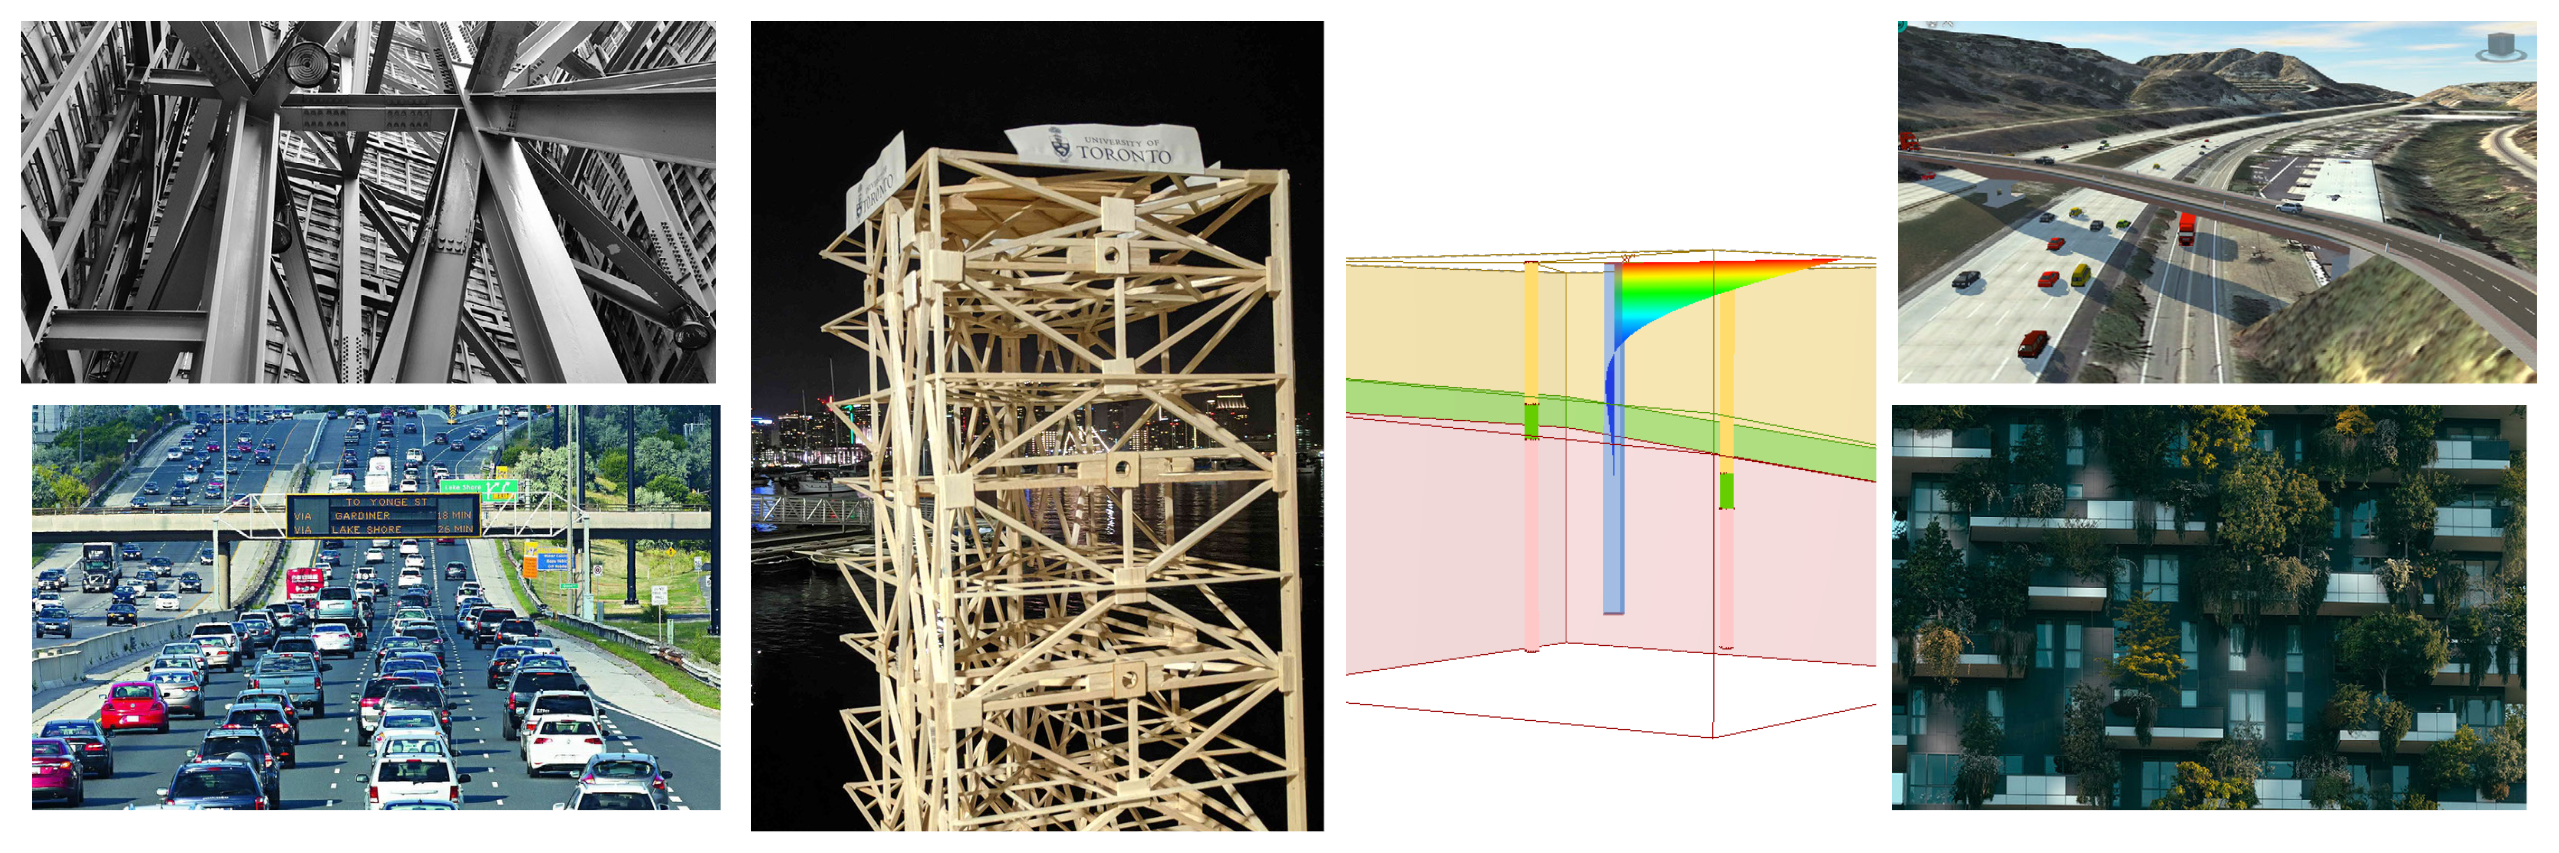 UNIVERSITY OF
TORONTO
TORONTO
Lake Shore
TO YONGE ST
VIA GARDINER 18 MIN
VIA LAKE SHORE 26 MIN